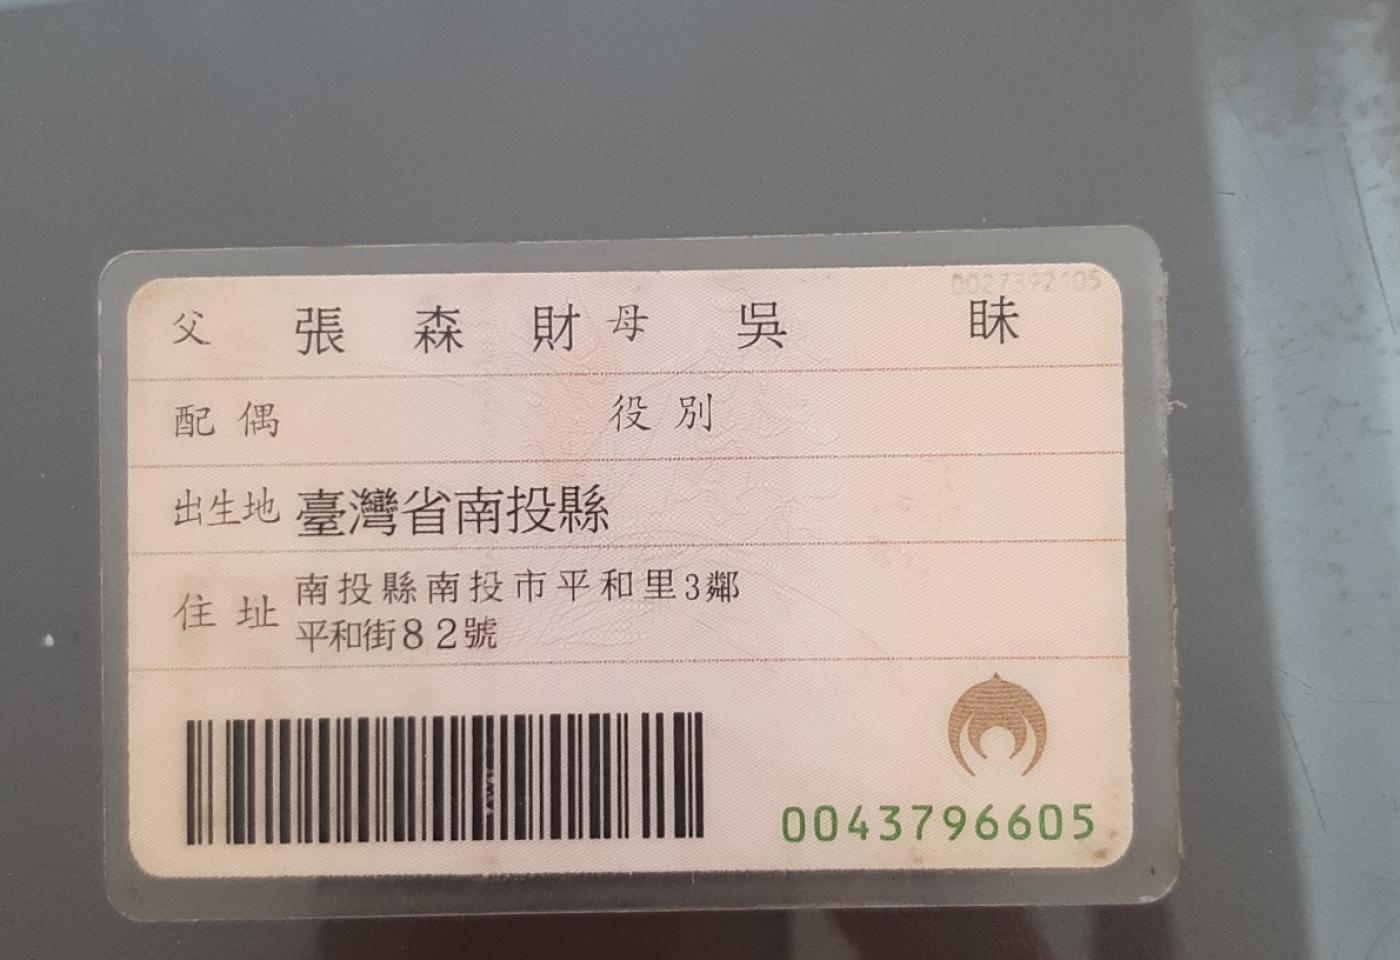 0027392105
父 張森財 母 吳眛
配偶 役別
出生地 臺灣省南投縣
住址 南投縣南投市平和里3鄰
平和街82號
0043796605